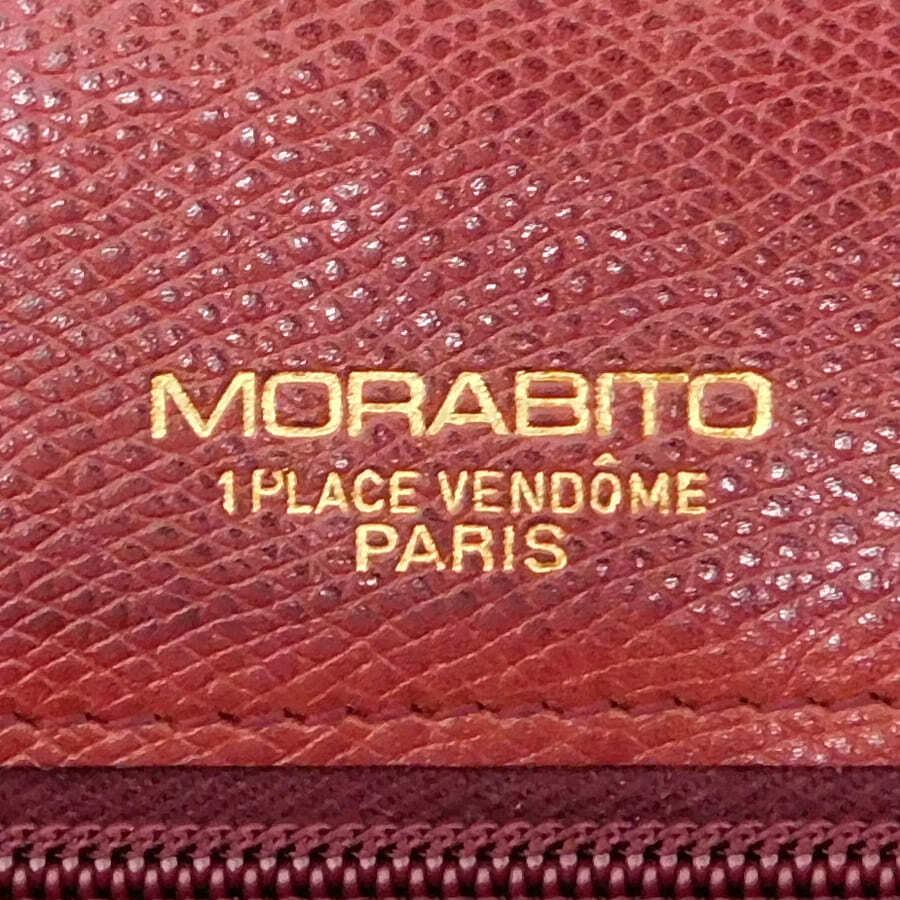 MORABITO
1 PLACE VENDÔME
PARIS